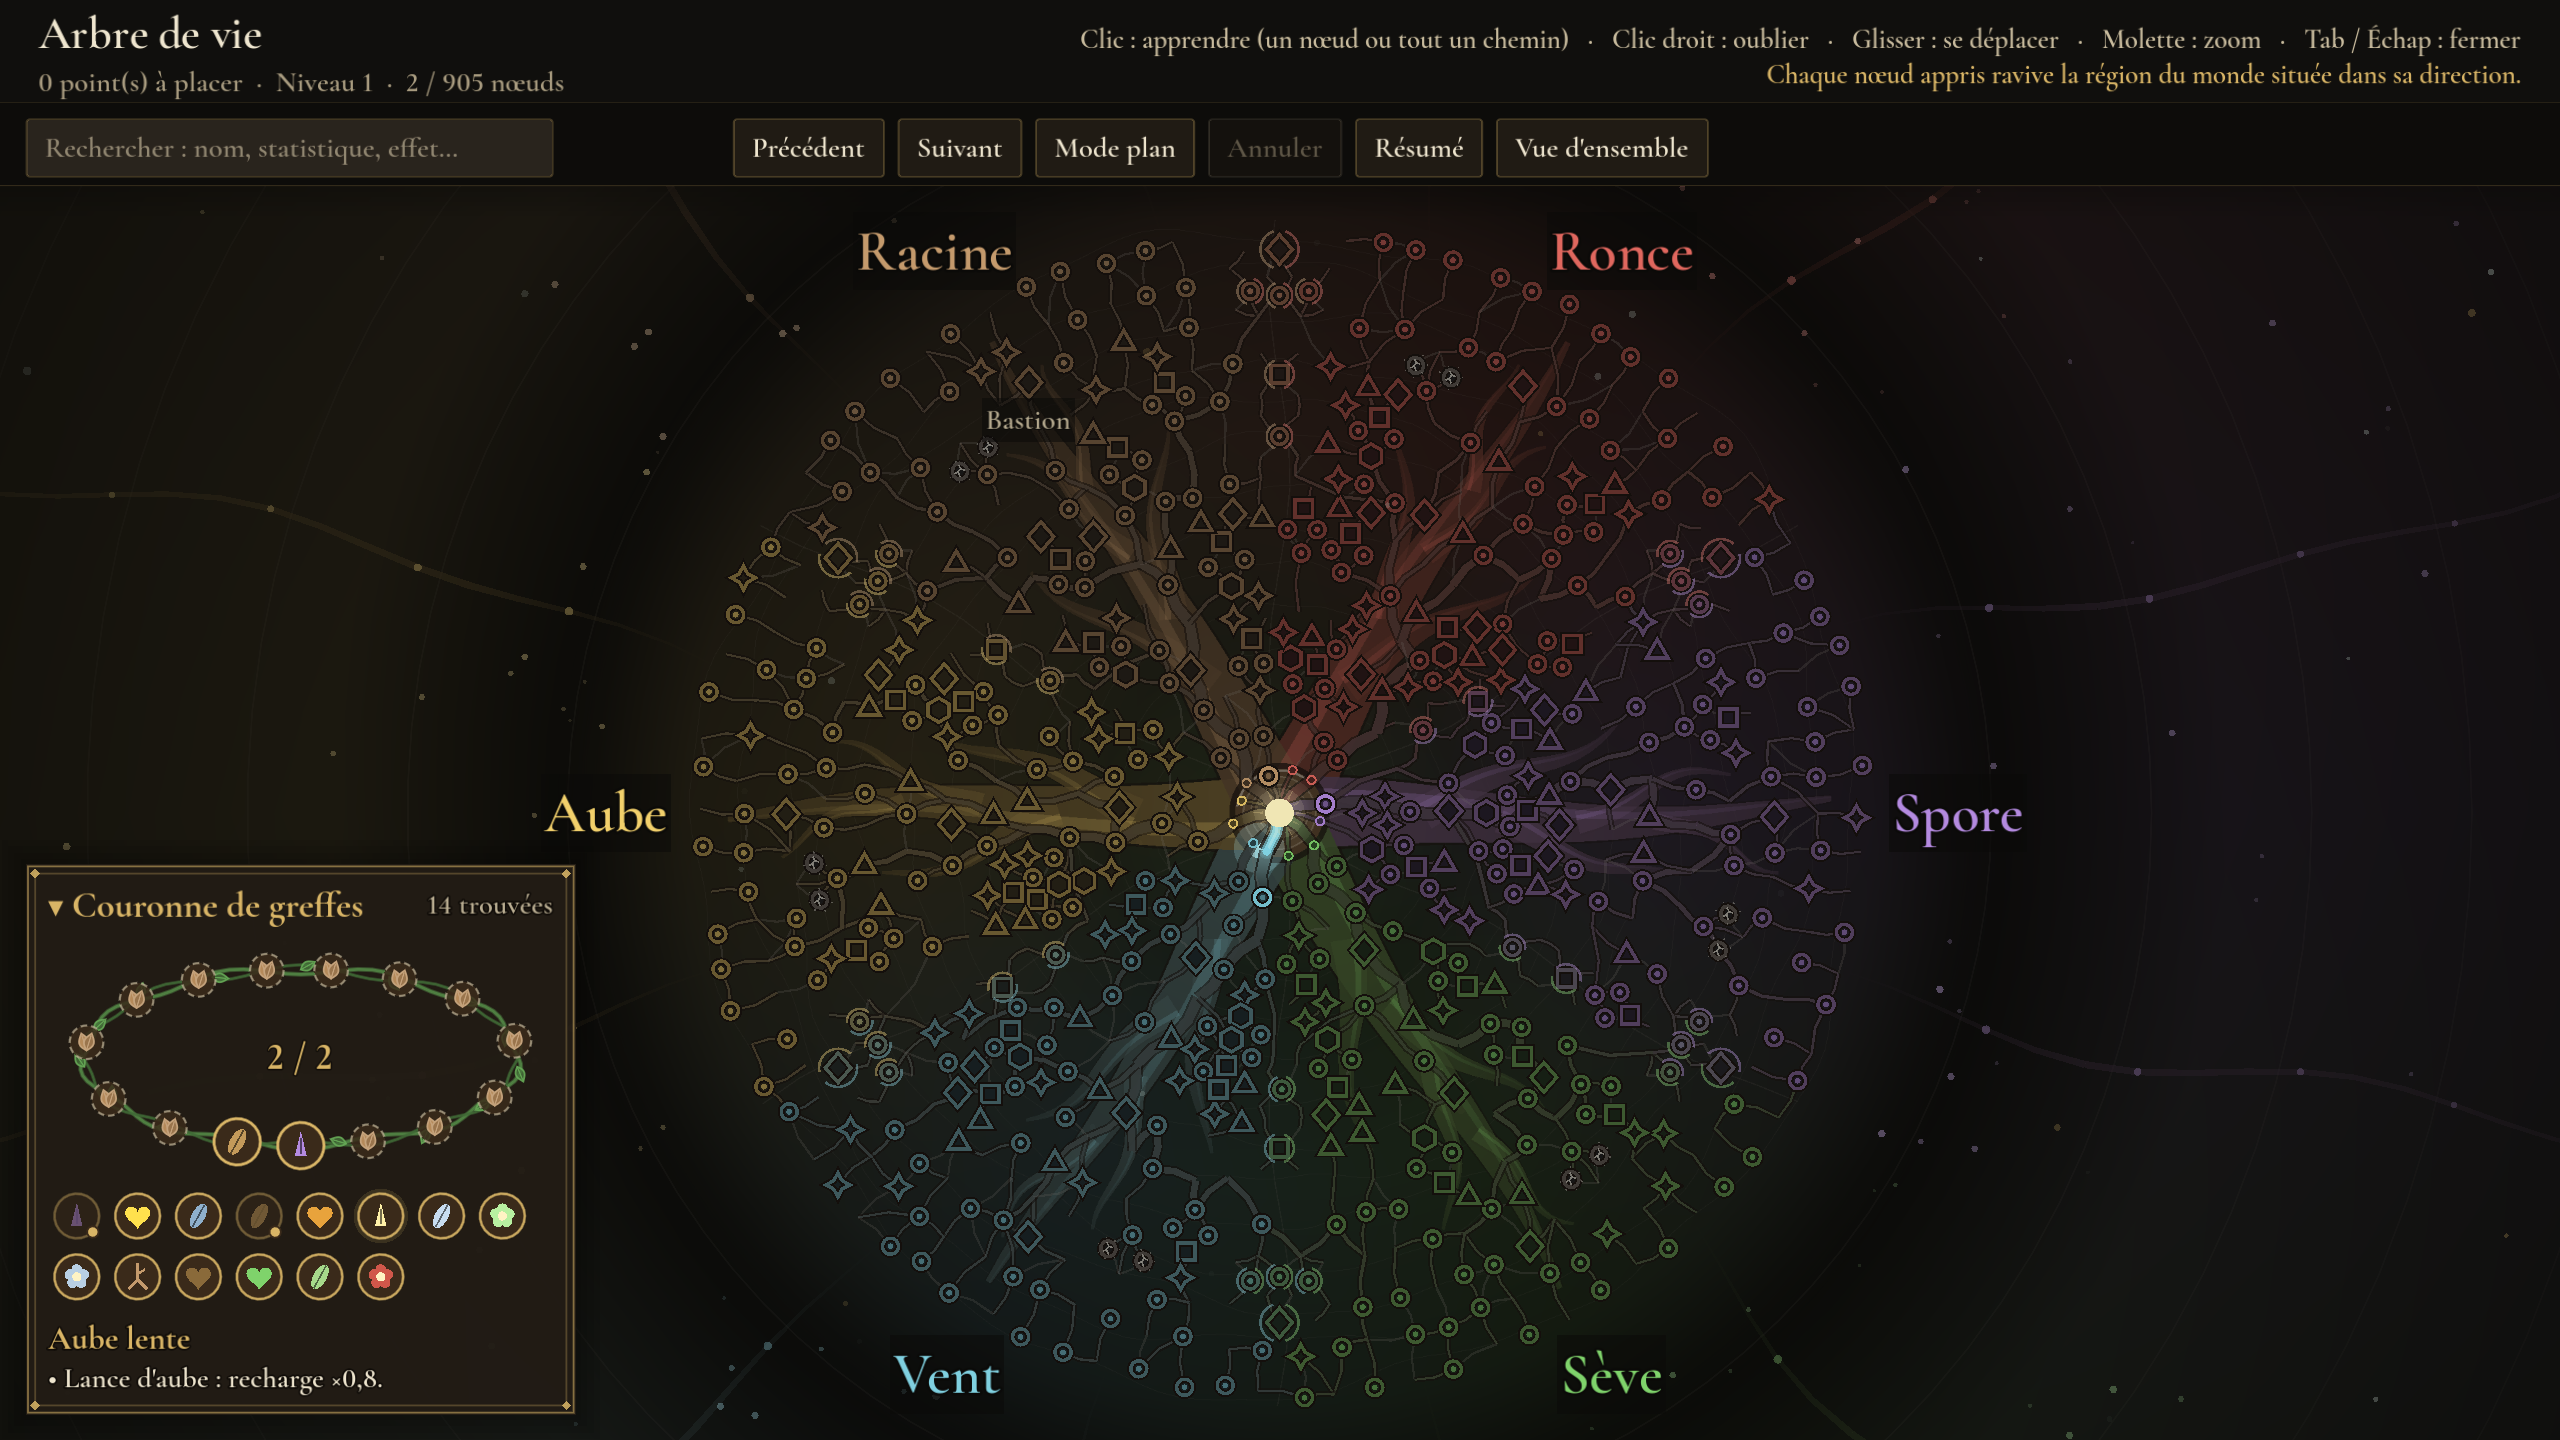 Arbre de vie
0 point(s) à placer · Niveau 1 · 2 / 905 nœuds
Clic : apprendre (un nœud ou tout un chemin) · Clic droit : oublier · Glisser : se déplacer · Molette : zoom · Tab / Échap : fermer
Chaque nœud appris ravive la région du monde située dans sa direction.
Rechercher : nom, statistique, effet...
Précédent
Suivant
Mode plan
Annuler
Résumé
Vue d'ensemble
Racine
Ronce
Bastion
Aube
Spore
▾ Couronne de greffes
14 trouvées
2 / 2
Aube lente
• Lance d'aube : recharge ×0,8.
Vent
Sève